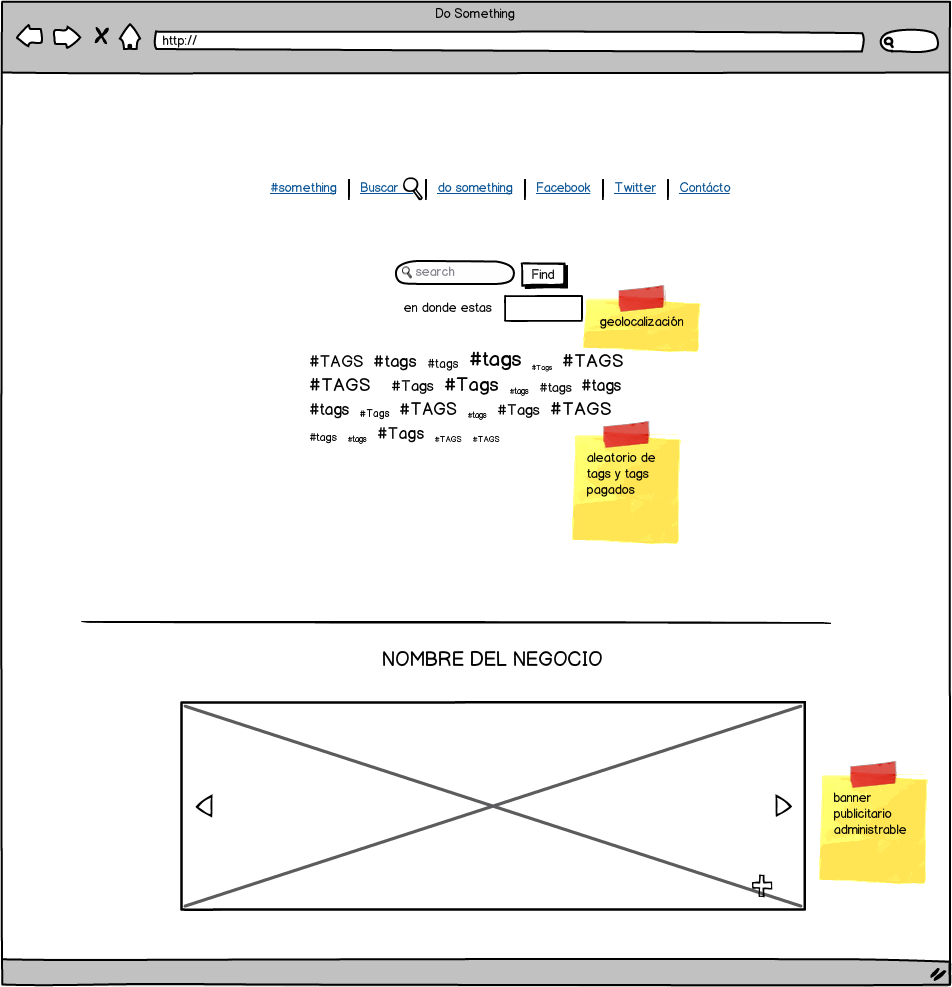 Do Something
http://
#something Buscar do something Facebook Twitter Contácto
search Find
en donde estas
geolocalización
#TAGS #tags #tags #tags #Tags #TAGS
#TAGS #Tags #Tags #tags #tags #tags
#tags #Tags #TAGS #tags #Tags #TAGS
#tags #tags #Tags #TAGS #TAGS
aleatorio de
tags y tags
pagados
NOMBRE DEL NEGOCIO
banner
publicitario
administrable